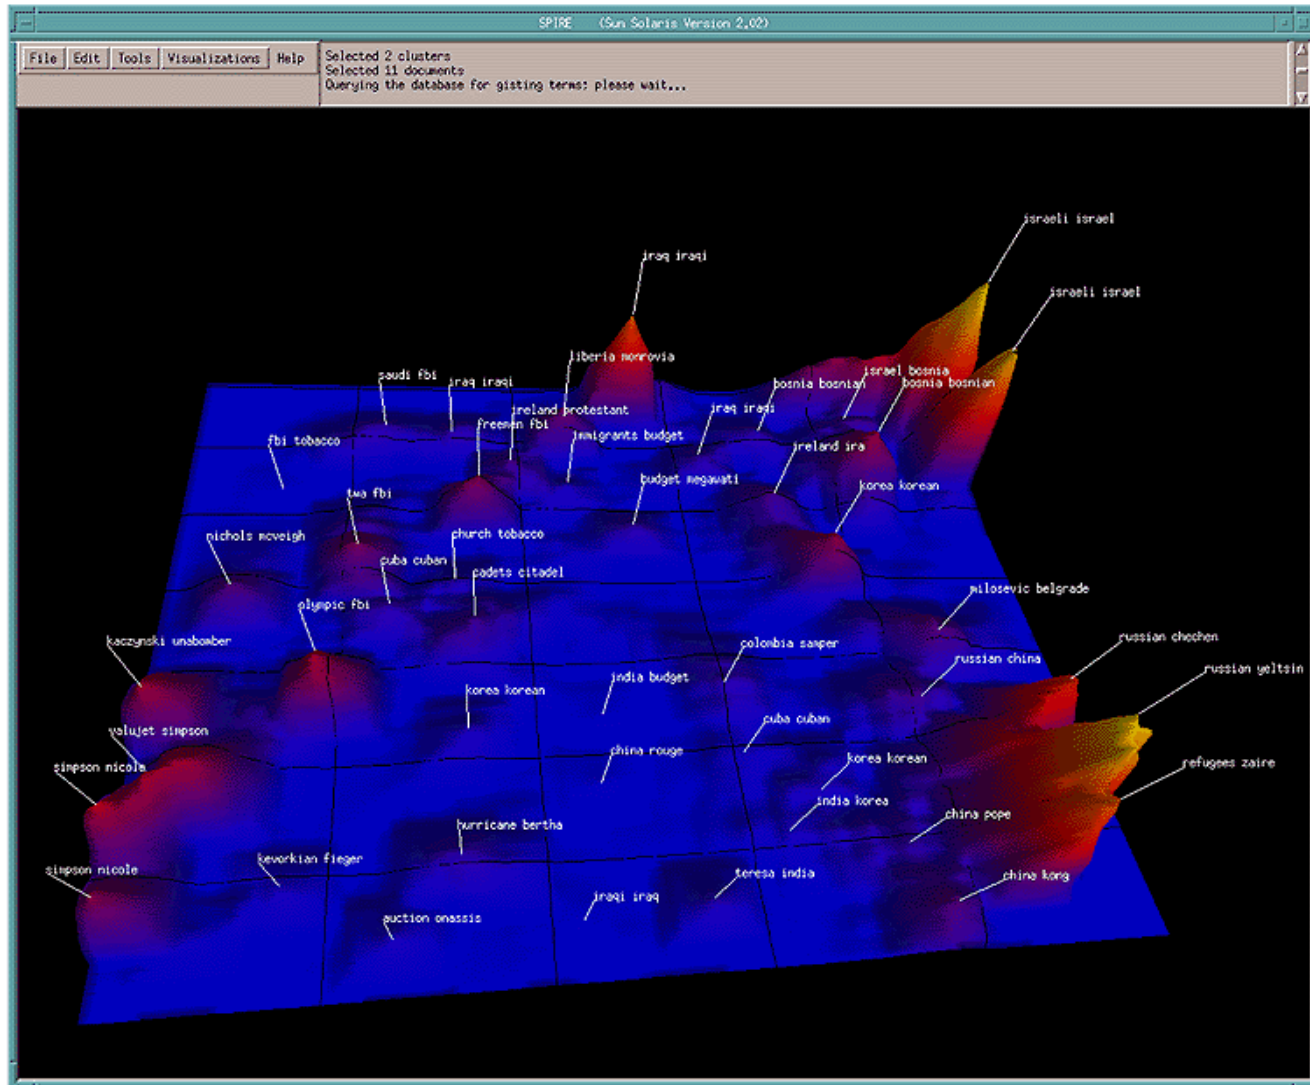 SPIRE (Sun Solaris Version 2.02)
File Edit Tools Visualizations Help
Selected 2 clusters
Selected 11 documents
Querying the database for gisting terms; please wait...
israeli israel
iraq iraqi
israeli israel
liberia monrovia
saudi fbi
iraq iraqi
israel bosnia
bosnia bosnian
bosnia bosnian
ireland protestant
iraq iraqi
freemen fbi
fbi tobacco
immigrants budget
ireland ira
budget megawati
korea korean
twa fbi
nichols mcveigh
church tobacco
cuba cuban
cadets citadel
milosevic belgrade
olympic fbi
kaczynski unabomber
russian chechen
colombia samper
russian china
russian yeltsin
india budget
korea korean
cuba cuban
valujet simpson
china rouge
korea korean
refugees zaire
simpson nicole
india korea
china pope
hurricane bertha
kevorkian fieger
simpson nicole
teresa india
china kong
iraqi iraq
auction onassis